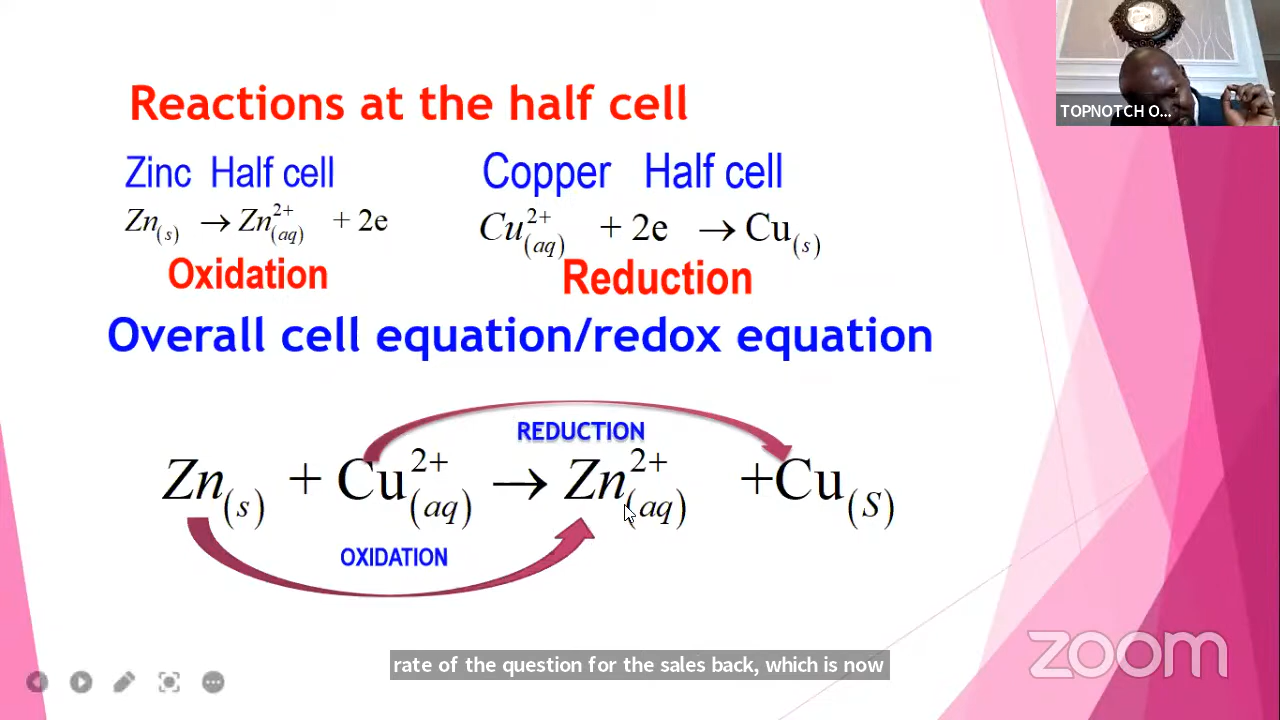 Reactions at the half cell
TOPNOTCH O...
Zinc Half cell
Copper Half cell
Zn(s) → Zn2+(aq) + 2e
Cu2+(aq) + 2e → Cu(s)
Oxidation
Reduction
Overall cell equation/redox equation
REDUCTION
Zn(s) + Cu2+(aq) → Zn2+(aq) +Cu(S)
OXIDATION
zoom
rate of the question for the sales back, which is now